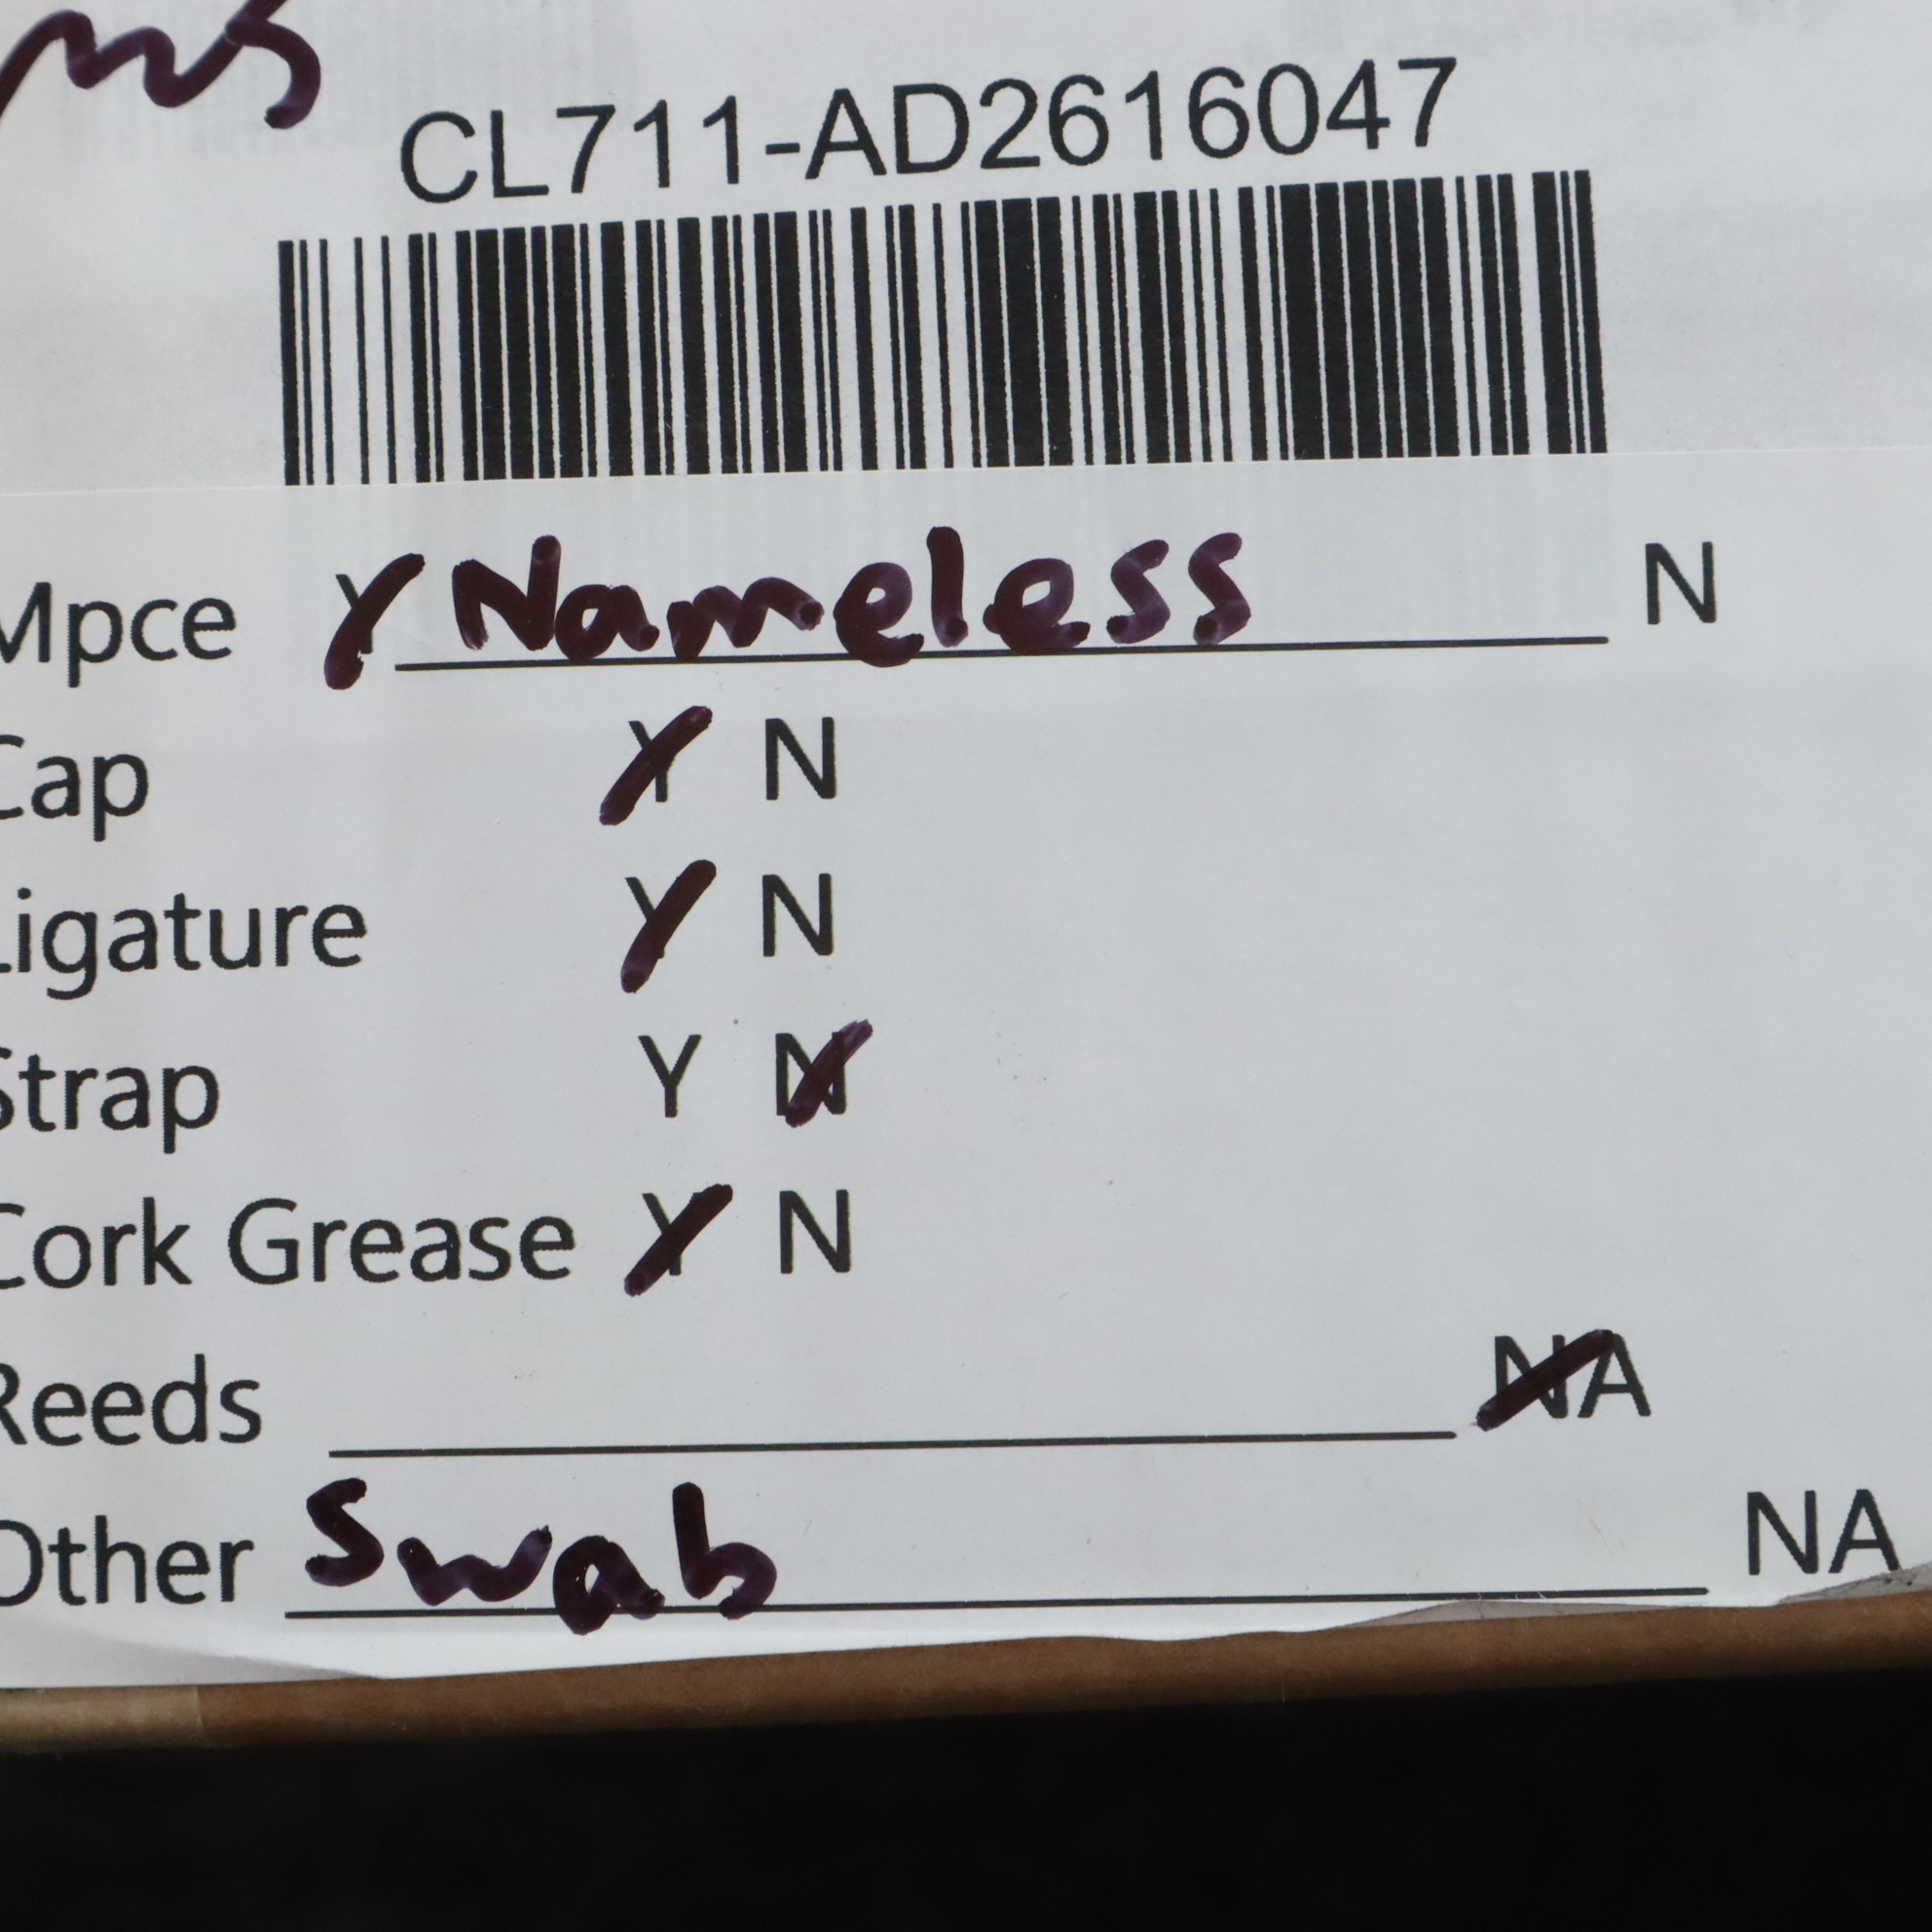 CL711-AD2616047
Mpce Y Nameless N
Cap Y N
Ligature Y N
Strap Y N
Cork Grease Y N
Reeds NA
Other Swab NA